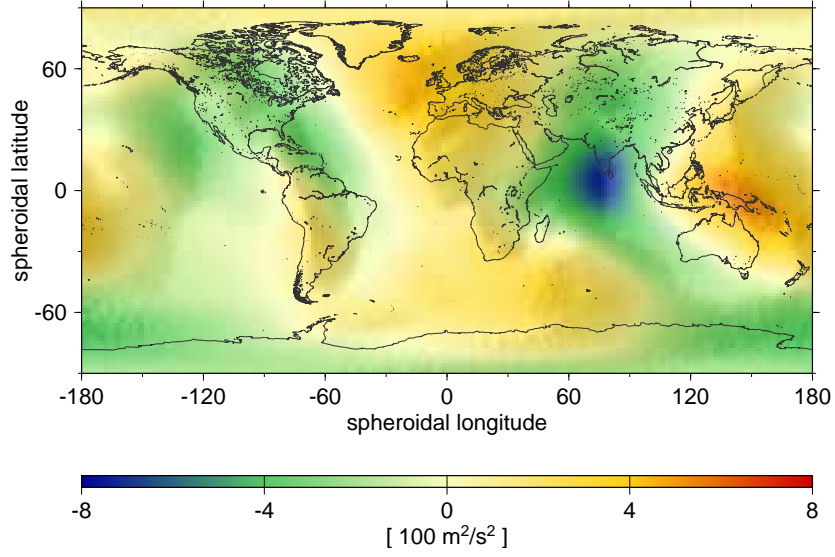 spheroidal latitude
60
0
-60
-180 -120 -60 0 60 120 180
spheroidal longitude
-8 -4 0 4 8
[ 100 m²/s² ]